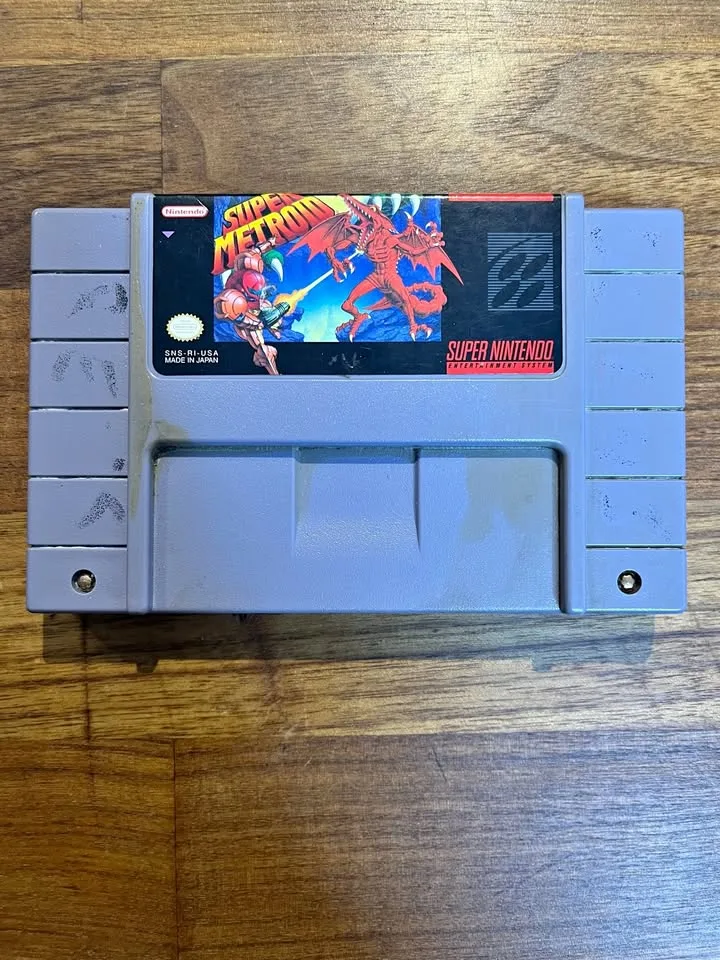 Nintendo
SUPER
METROID
SNS-RI-USA
MADE IN JAPAN
SUPER NINTENDO
ENTERTAINMENT SYSTEM